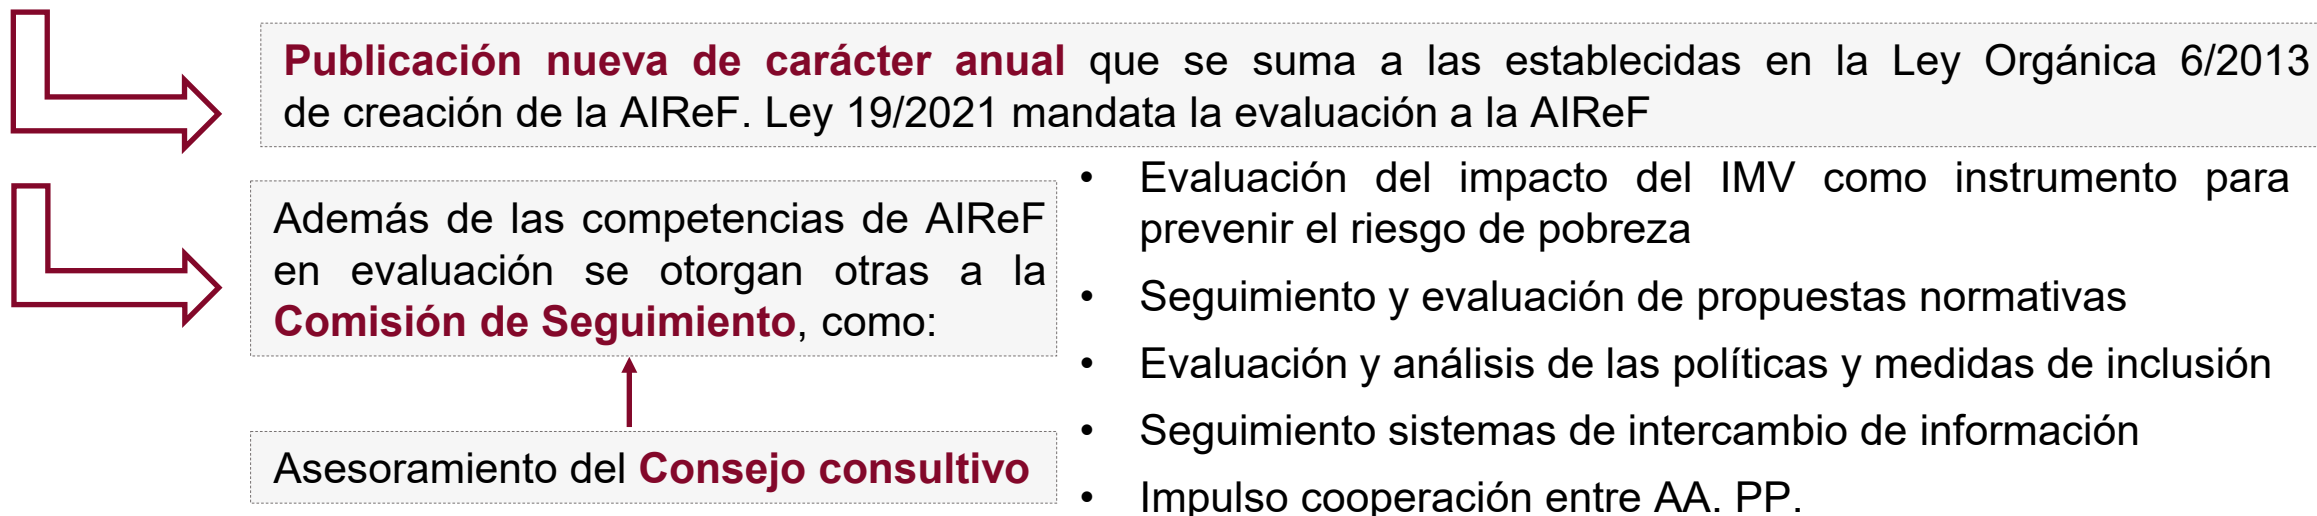 Publicación nueva de carácter anual que se suma a las establecidas en la Ley Orgánica 6/2013
de creación de la AIReF. Ley 19/2021 mandata la evaluación a la AIReF
Además de las competencias de AIReF
en evaluación se otorgan otras a la
Comisión de Seguimiento, como:
Asesoramiento del Consejo consultivo
• Evaluación del impacto del IMV como instrumento para
prevenir el riesgo de pobreza
• Seguimiento y evaluación de propuestas normativas
• Evaluación y análisis de las políticas y medidas de inclusión
• Seguimiento sistemas de intercambio de información
• Impulso cooperación entre AA. PP.